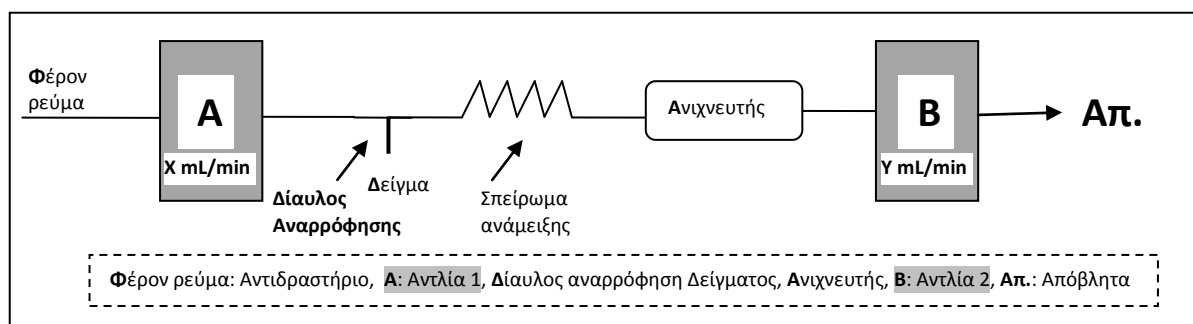 Φέρον
ρεύμα
Α
X mL/min
Δίαυλος
Αναρρόφησης
Δείγμα
Σπείρωμα
ανάμειξης
Ανιχνευτής
Β
Y mL/min
Απ.
Φέρον ρεύμα: Αντιδραστήριο, Α: Αντλία 1, Δίαυλος αναρρόφηση Δείγματος, Ανιχνευτής, Β: Αντλία 2, Απ.: Απόβλητα